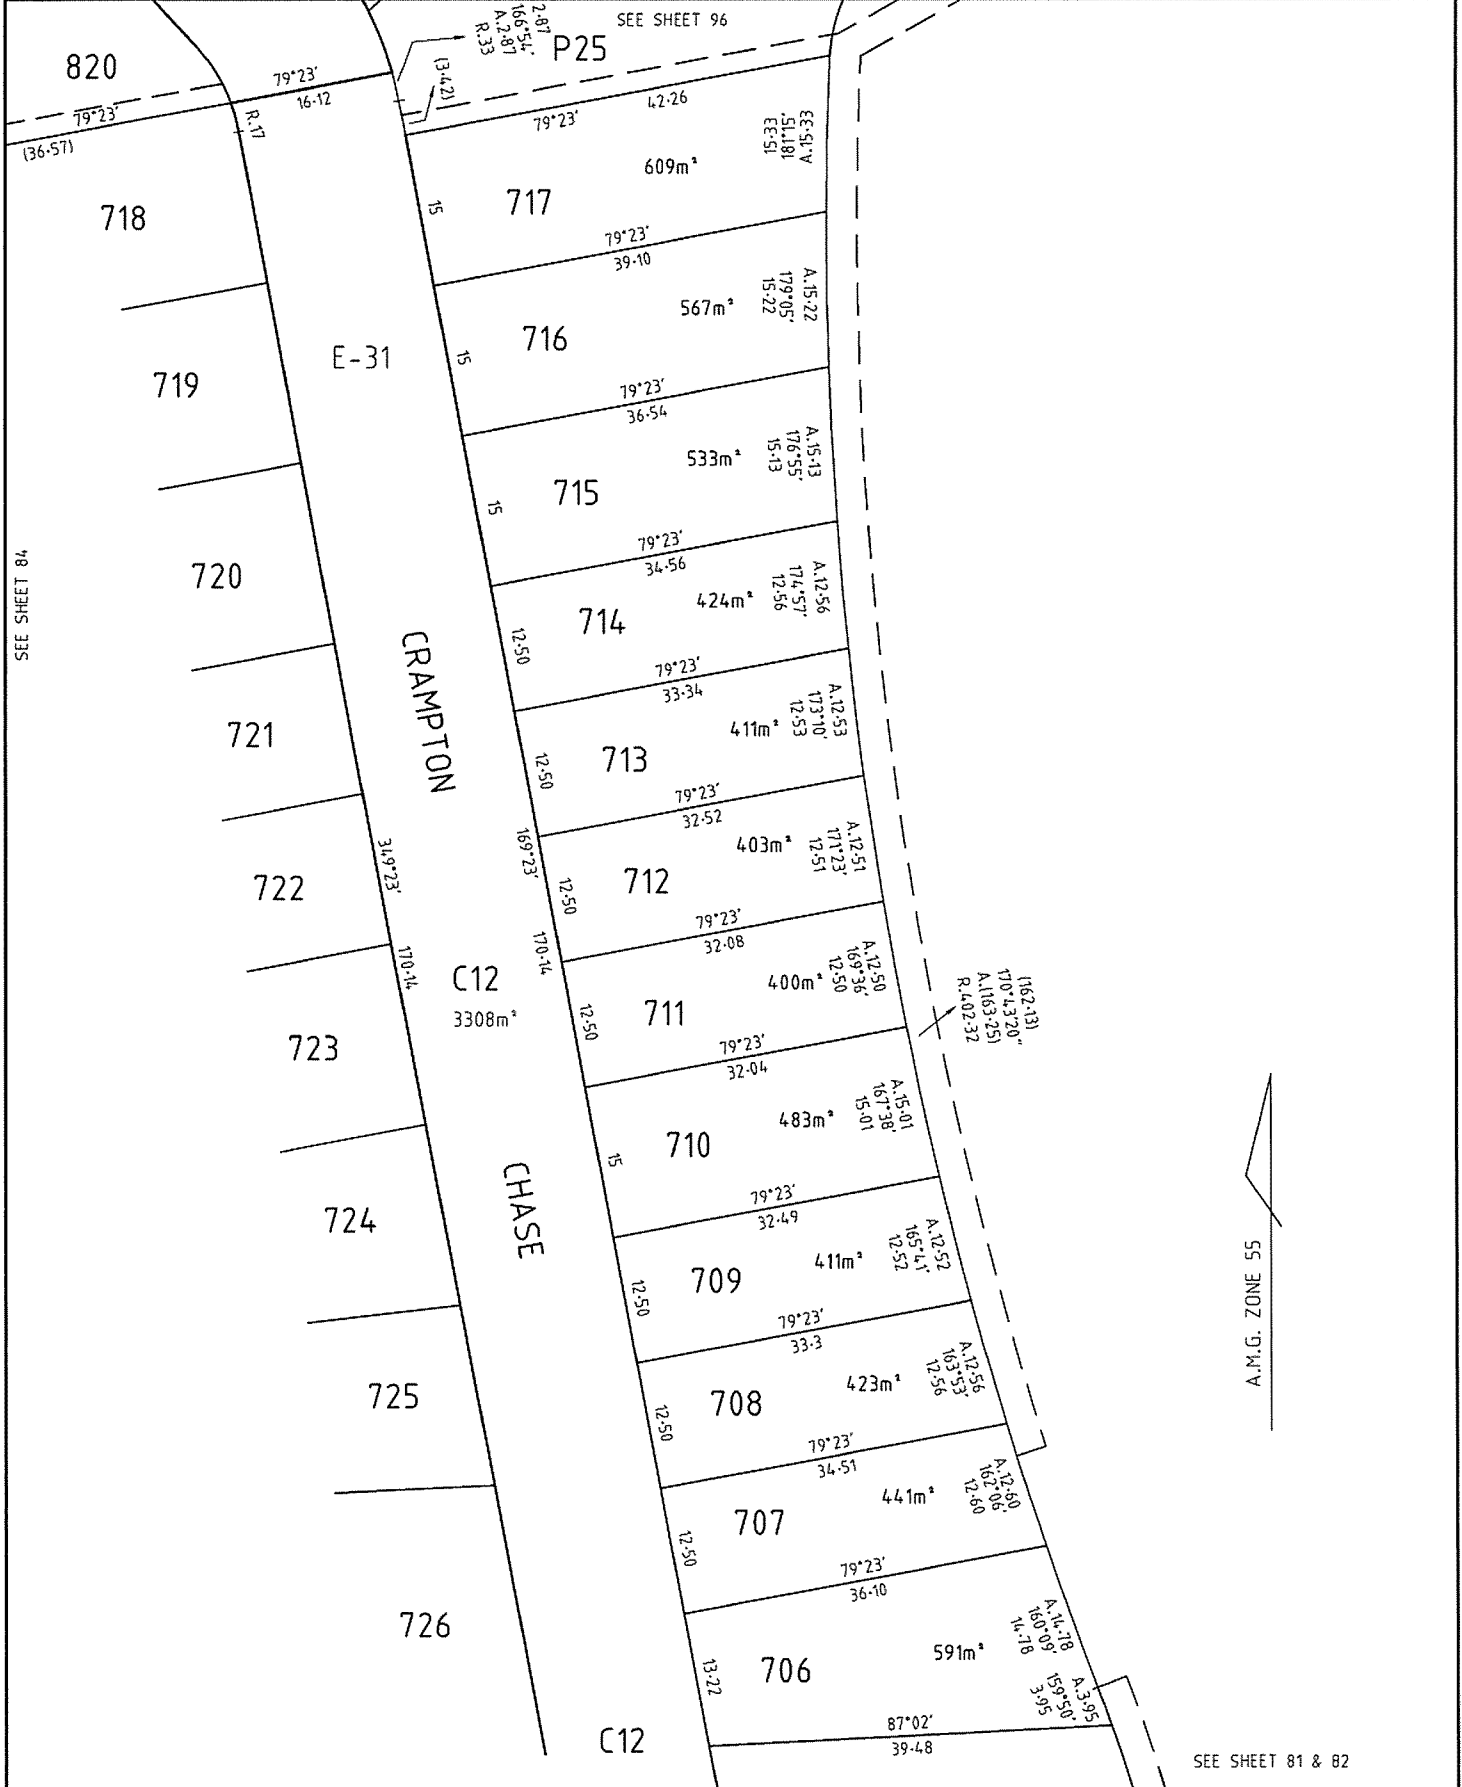 SEE SHEET 96
2·87
166°54'
A.2·87
R.33
P25
820
79°23'
16·12
(3·42)
79°23'
(36·57)
R.17
42·26
79°23'
15·33
181°15'
A.15·33
609m²
717
718
15
79°23'
39·10
A.15·22
179°05'
15·22
567m²
716
E-31
15
719
79°23'
36·54
A.15·13
176°55'
15·13
533m²
715
15
79°23'
34·56
SEE SHEET 84
720
A.12·56
174°57'
12·56
424m²
714
12·50
CRAMPTON
79°23'
33·34
A.12·53
173°10'
12·53
411m²
713
721
12·50
79°23'
32·52
A.12·51
171°23'
12·51
403m²
712
349°23'
169°23'
12·50
722
79°23'
32·08
170·14
170·14
A.12·50
169°36'
12·50
400m²
711
C12
3308m²
12·50
(162·13)
170°43'20"
A.(163·25)
R.402·32
723
79°23'
32·04
A.15·01
167°38'
15·01
483m²
710
15
CHASE
79°23'
32·49
724
A.12·52
165°41'
12·52
411m²
709
12·50
A.M.G. ZONE 55
79°23'
33·3
A.12·56
163°53'
12·56
423m²
708
725
12·50
79°23'
34·51
A.12·60
162°06'
12·60
441m²
707
12·50
79°23'
36·10
726
A.14·78
160°09'
14·78
591m²
706
13·22
A.3·95
159°50'
3·95
87°02'
39·48
C12
SEE SHEET 81 & 82